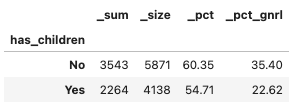 _sum _size _pct _pct_gnrl
has_children
No 3543 5871 60.35 35.40
Yes 2264 4138 54.71 22.62